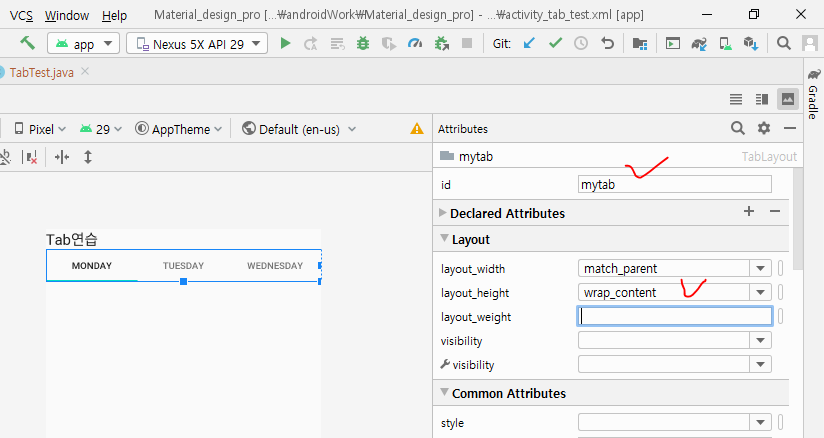 VCS Window Help Material_design_pro [...₩androidWork₩Material_design_pro] - ...₩activity_tab_test.xml [app]
app Nexus 5X API 29 Git:
TabTest.java
Pixel 29 AppTheme Default (en-us) Attributes
mytab TabLayout
id mytab
Declared Attributes
Layout
Tab연습
MONDAY TUESDAY WEDNESDAY
layout_width match_parent
layout_height wrap_content
layout_weight
visibility
visibility
Common Attributes
style
Gradle